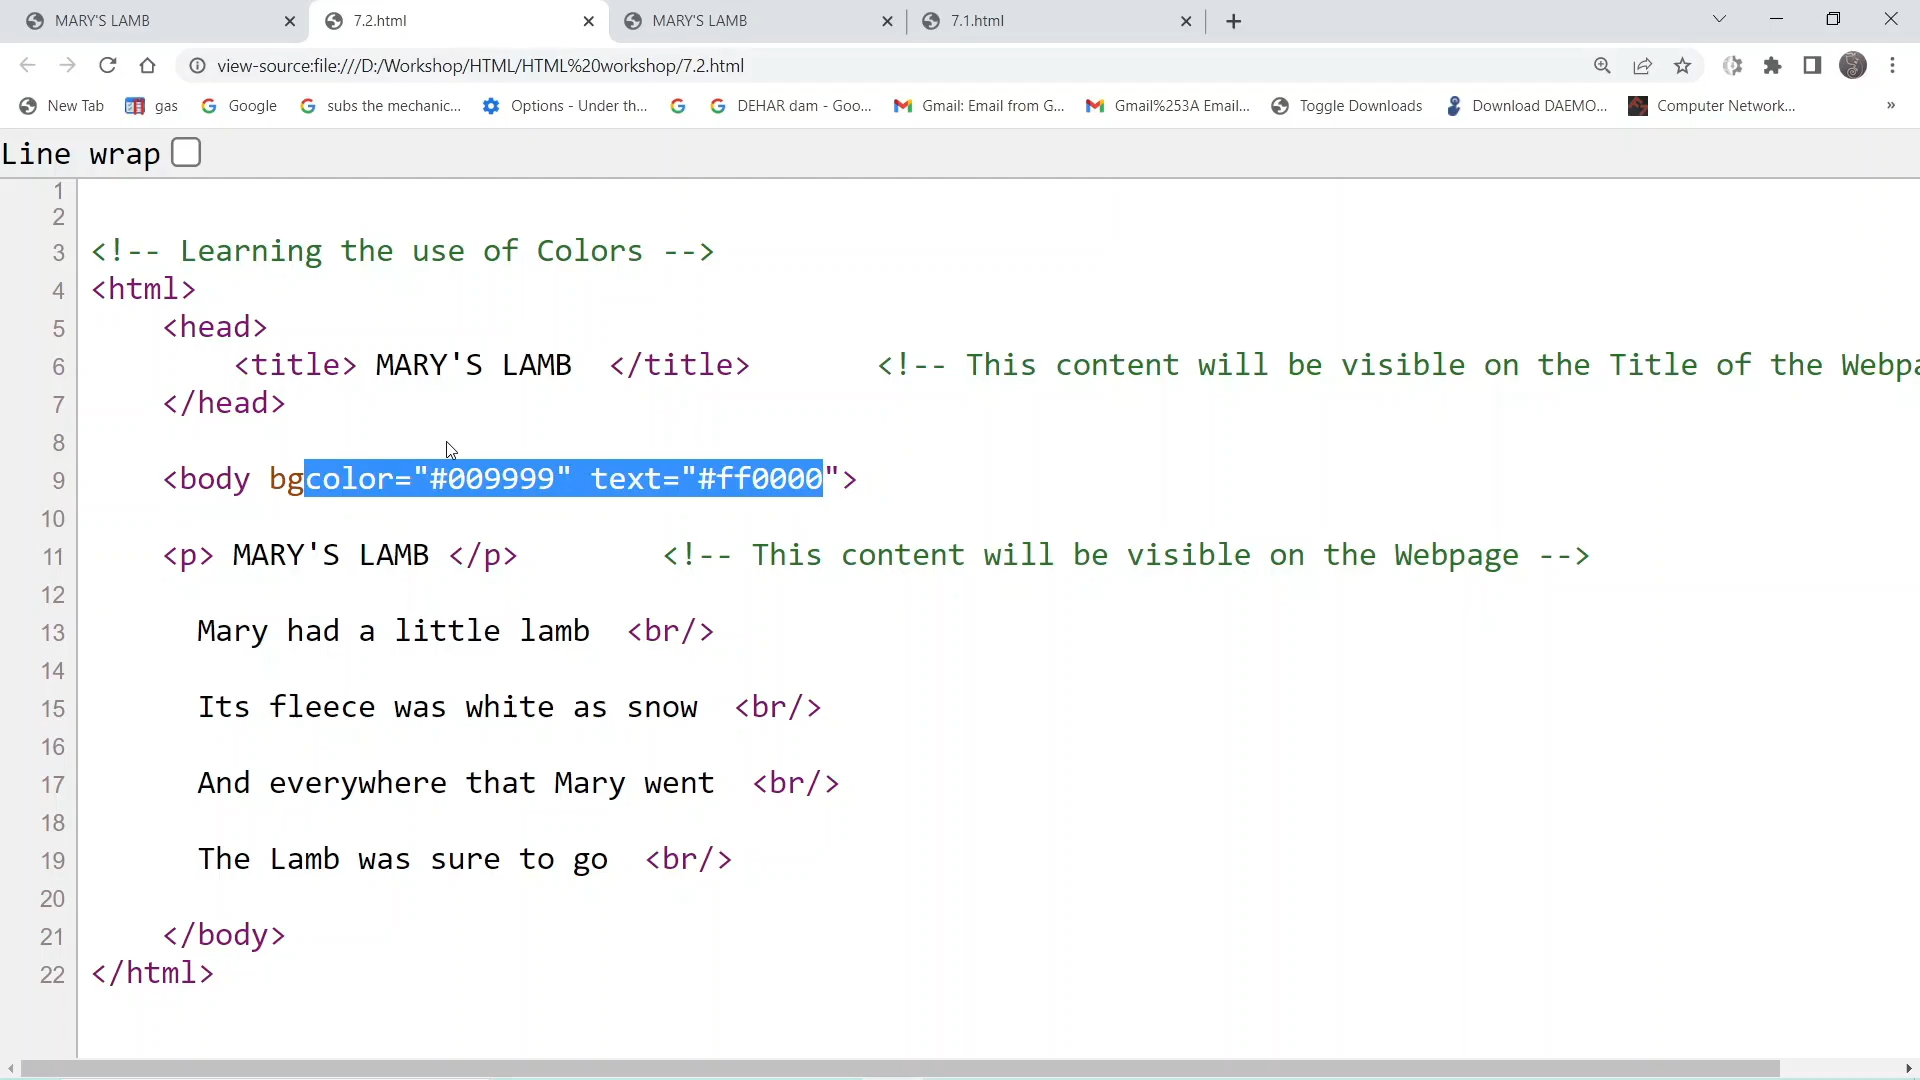 MARY'S LAMB
7.2.html
MARY'S LAMB
7.1.html
view-source:file:///D:/Workshop/HTML/HTML%20workshop/7.2.html
New Tab
gas
Google
subs the mechanic...
Options - Under th...
DEHAR dam - Goo...
Gmail: Email from G...
Gmail%253A Email...
Toggle Downloads
Download DAEMO...
Computer Network...
»
Line wrap
1
2
3 <!-- Learning the use of Colors -->
4 <html>
5 <head>
6 <title> MARY'S LAMB </title> <!-- This content will be visible on the Title of the Webpa
7 </head>
8
9 <body bgcolor="#009999" text="#ff0000">
10
11 <p> MARY'S LAMB </p> <!-- This content will be visible on the Webpage -->
12
13 Mary had a little lamb <br/>
14
15 Its fleece was white as snow <br/>
16
17 And everywhere that Mary went <br/>
18
19 The Lamb was sure to go <br/>
20
21 </body>
22 </html>